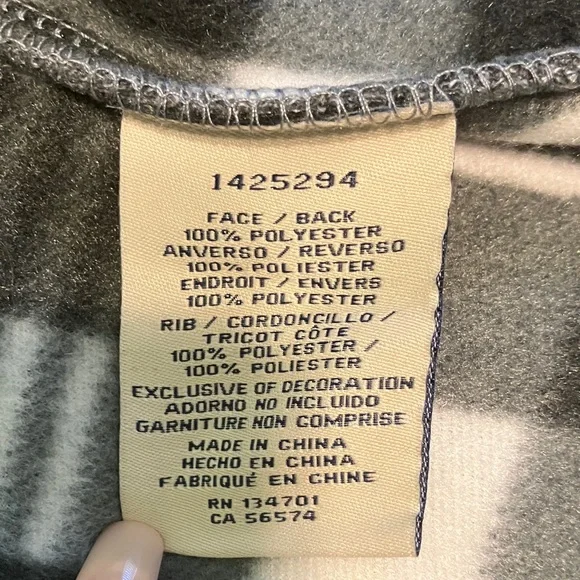 1425294
FACE / BACK
100% POLYESTER
ANVERSO / REVERSO
100% POLIESTER
ENDROIT / ENVERS
100% POLYESTER
RIB / CORDONCILLO /
TRICOT CÔTE
100% POLYESTER /
100% POLIESTER
EXCLUSIVE OF DECORATION
ADORNO NO INCLUIDO
GARNITURE NON COMPRISE
MADE IN CHINA
HECHO EN CHINA
FABRIQUÉ EN CHINE
RN 134701
CA 56574